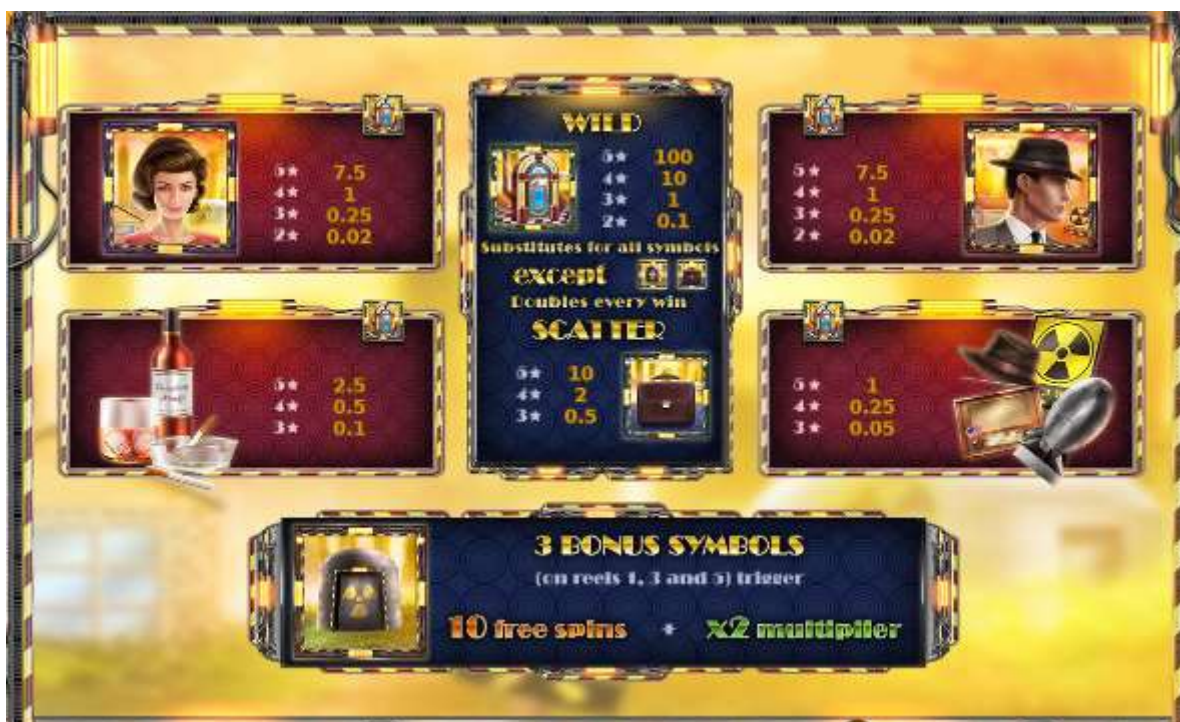 5★ 7.5
4★ 1
3★ 0.25
2★ 0.02
WILD
5★ 100
4★ 10
3★ 1
2★ 0.1
Substitutes for all symbols
except
Doubles every win
SCATTER
5★ 10
4★ 2
3★ 0.5
5★ 7.5
4★ 1
3★ 0.25
2★ 0.02
5★ 2.5
4★ 0.5
3★ 0.1
5★ 1
4★ 0.25
3★ 0.05
3 BONUS SYMBOLS
(on reels 1, 3 and 5) trigger
10 free spins + X2 multiplier